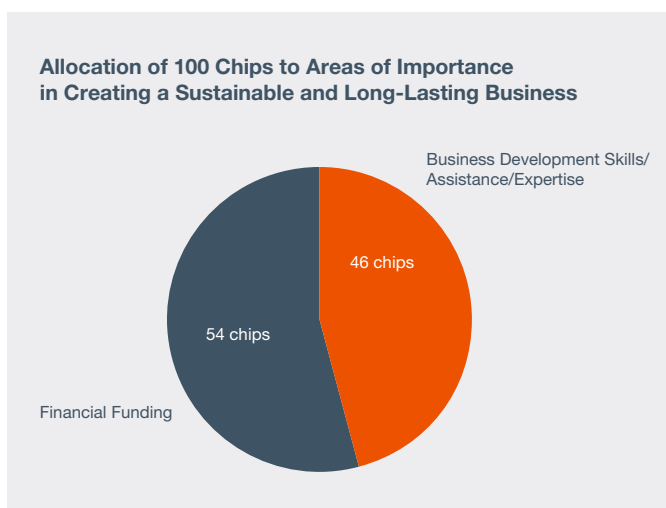 Allocation of 100 Chips to Areas of Importance
in Creating a Sustainable and Long-Lasting Business
Business Development Skills/
Assistance/Expertise
46 chips
54 chips
Financial Funding